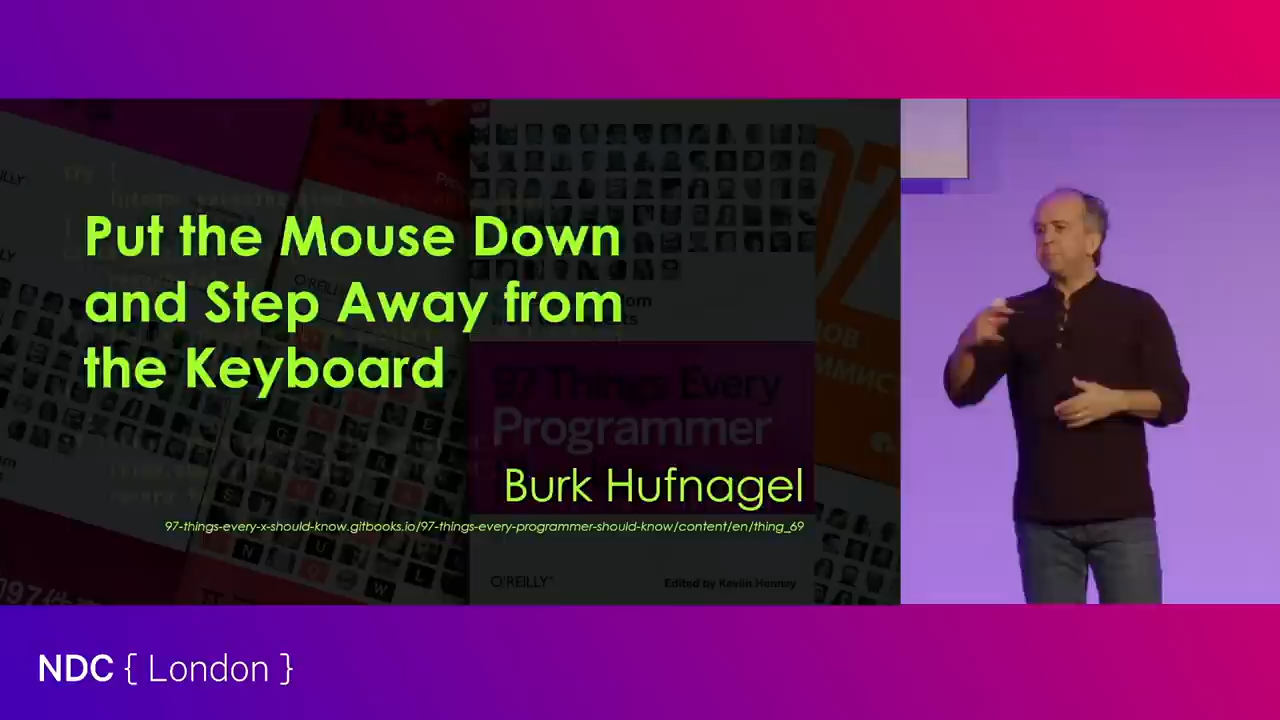 Put the Mouse Down
and Step Away from
the Keyboard
97 Things Every
Programmer
Burk Hufnagel
97-things-every-x-should-know.gitbooks.io/97-things-every-programmer-should-know/content/en/thing_69
O'REILLY
Edited by Kevlin Henney
NDC { London }